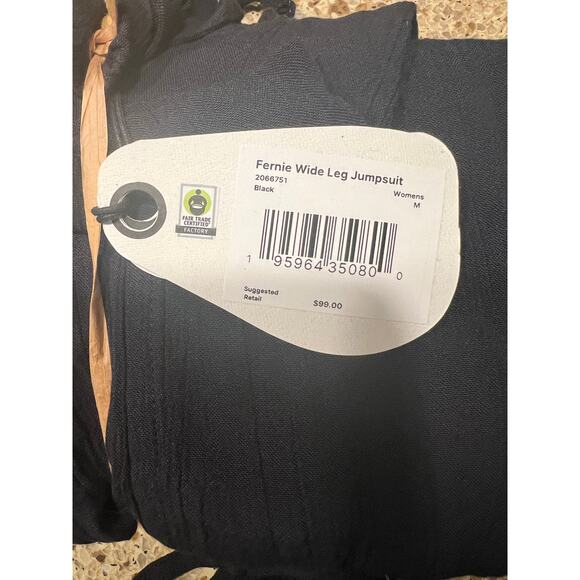 Fernie Wide Leg Jumpsuit
2066751
Black
Womens
M
1 95964 35080 0
Suggested
Retail
$99.00
FAIR TRADE
CERTIFIED
FACTORY